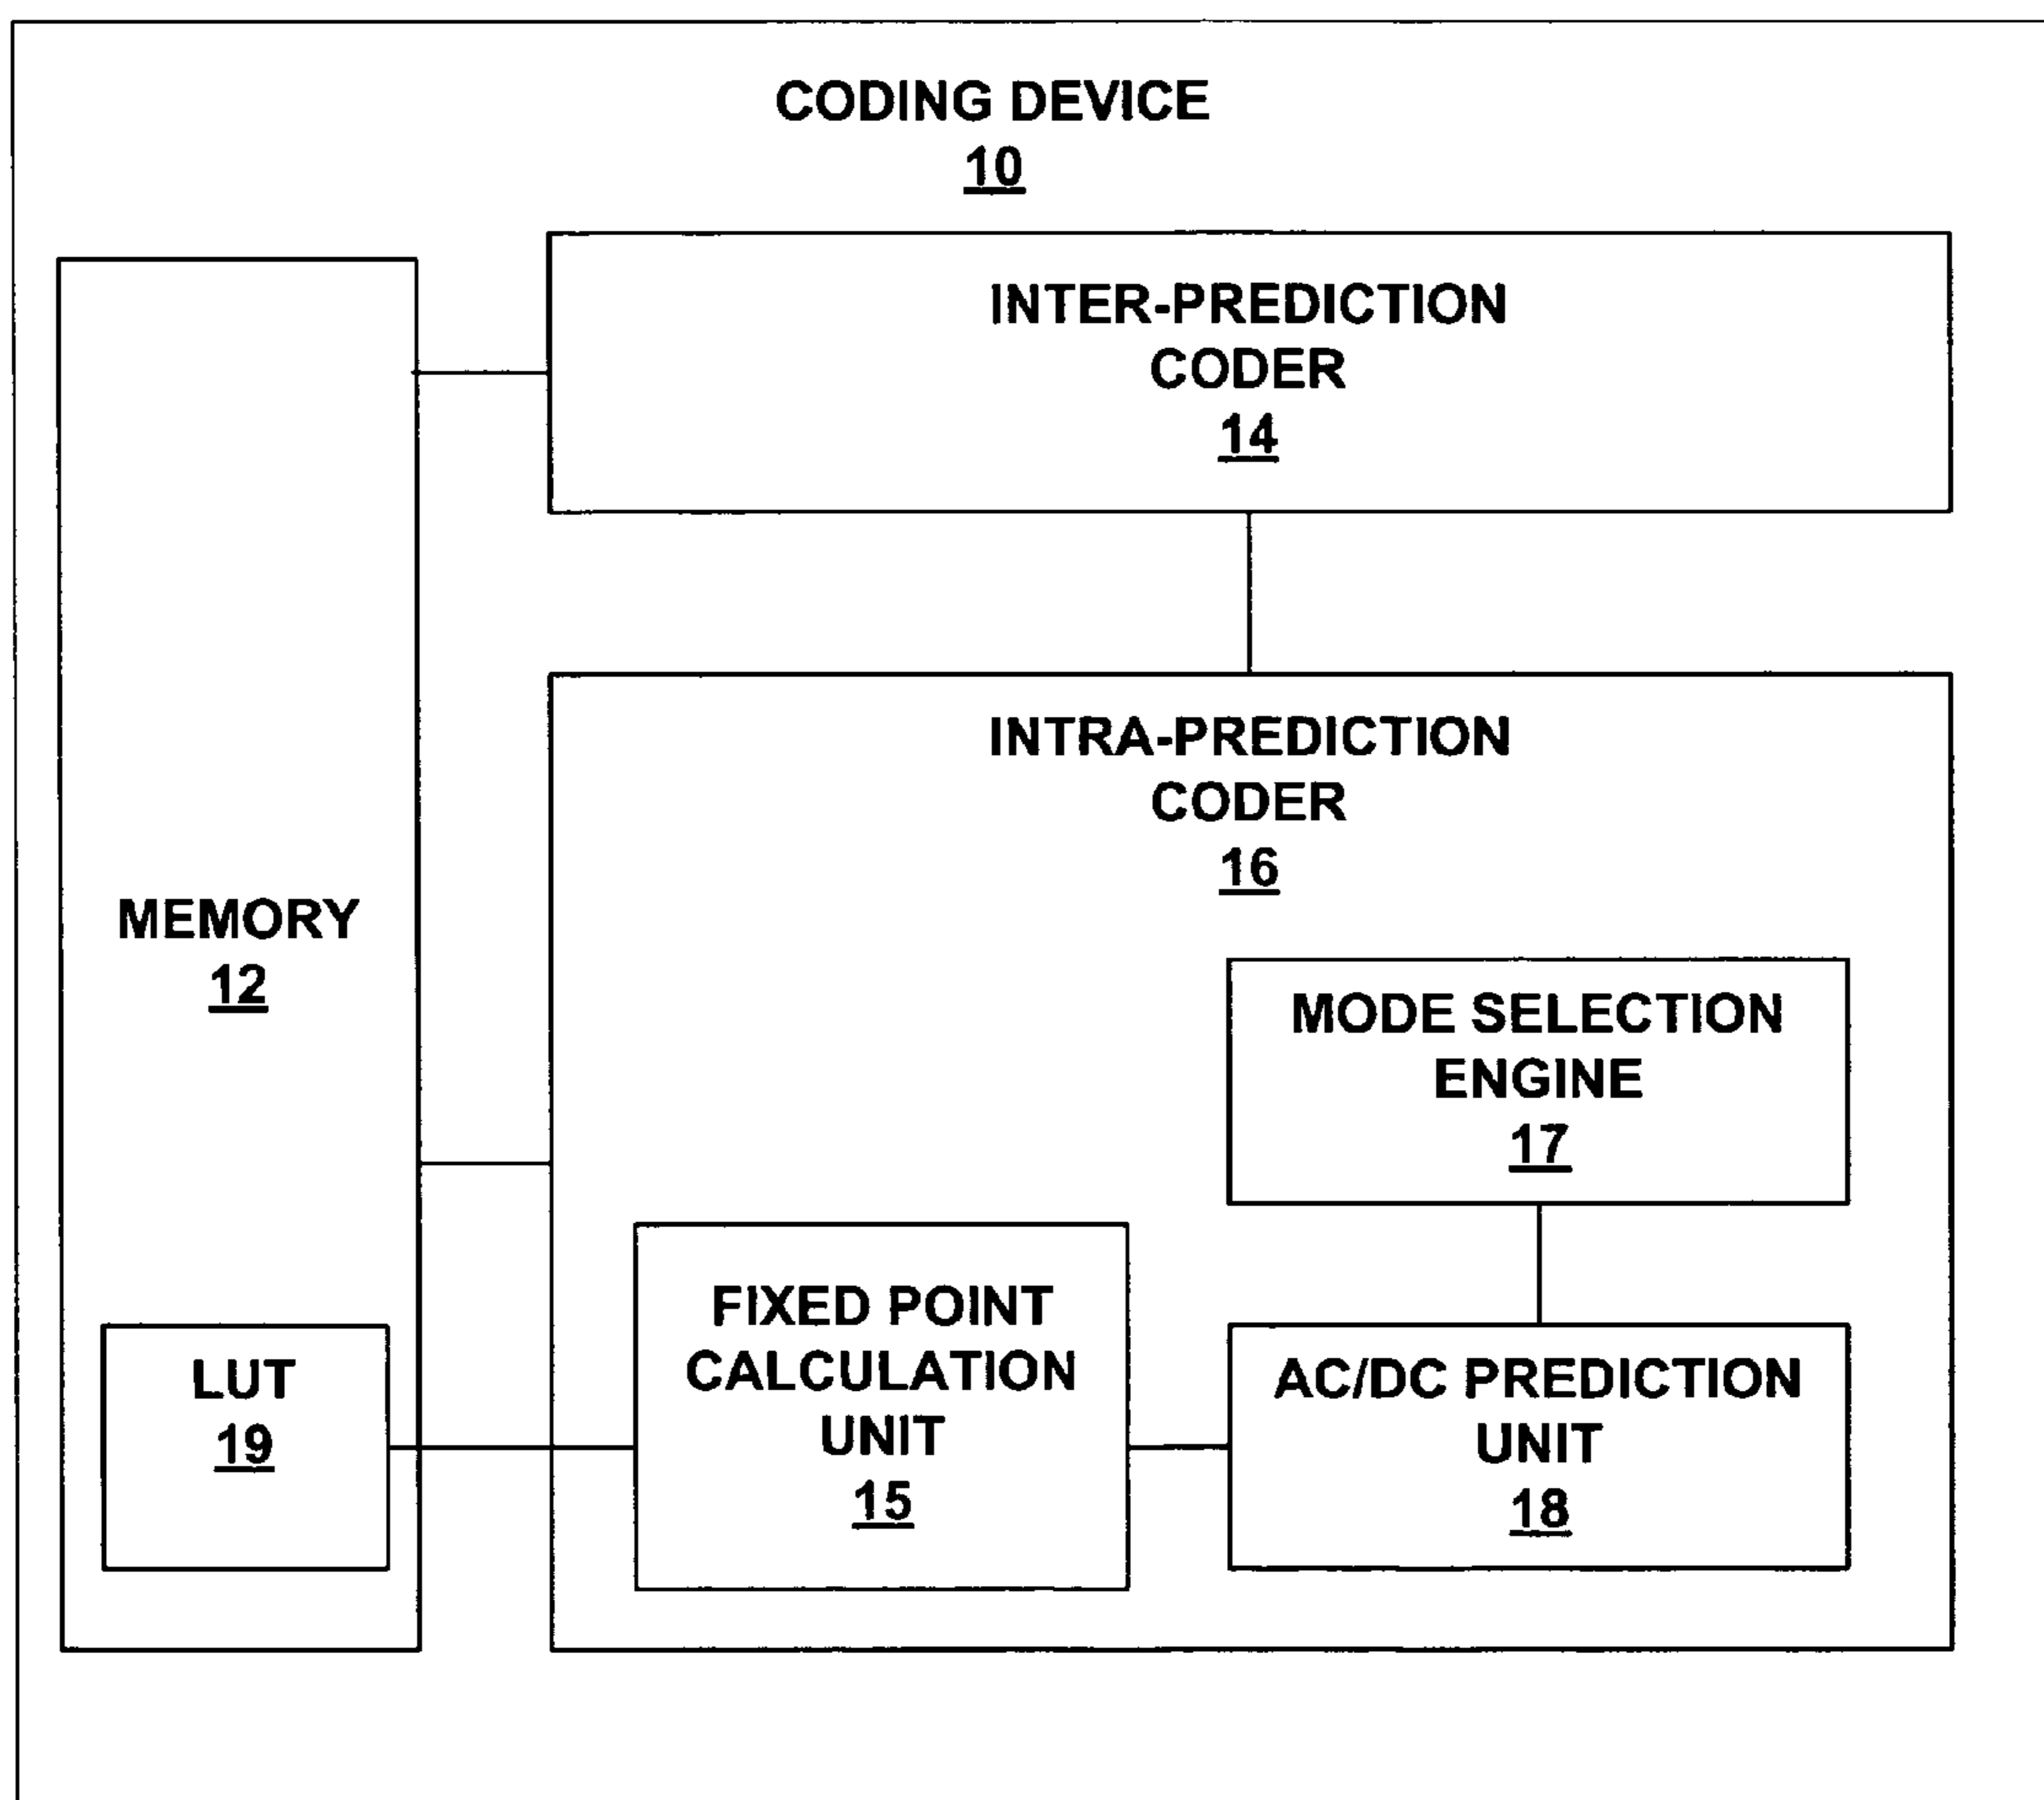 CODING DEVICE
10
INTER-PREDICTION
CODER
14
INTRA-PREDICTION
CODER
16
MEMORY
12
MODE SELECTION
ENGINE
17
FIXED POINT
CALCULATION
UNIT
15
AC/DC PREDICTION
UNIT
18
LUT
19